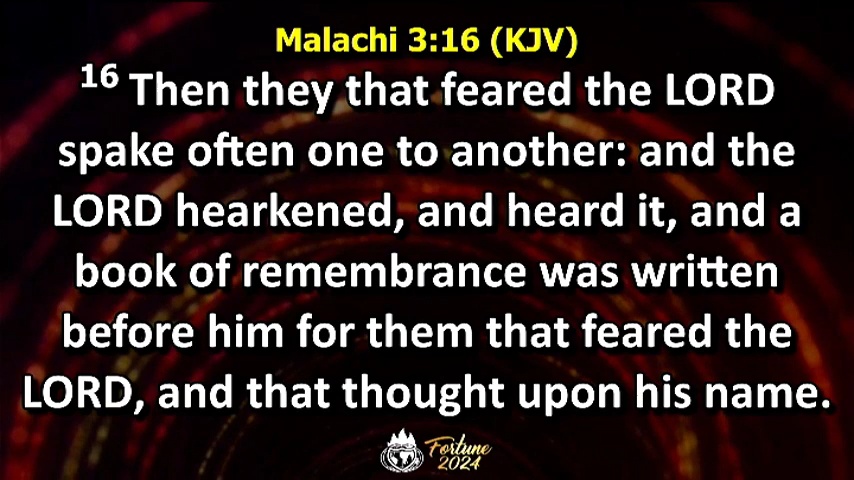 Malachi 3:16 (KJV)
16 Then they that feared the LORD
spake often one to another: and the
LORD hearkened, and heard it, and a
book of remembrance was written
before him for them that feared the
LORD, and that thought upon his name.
Fortune
2024